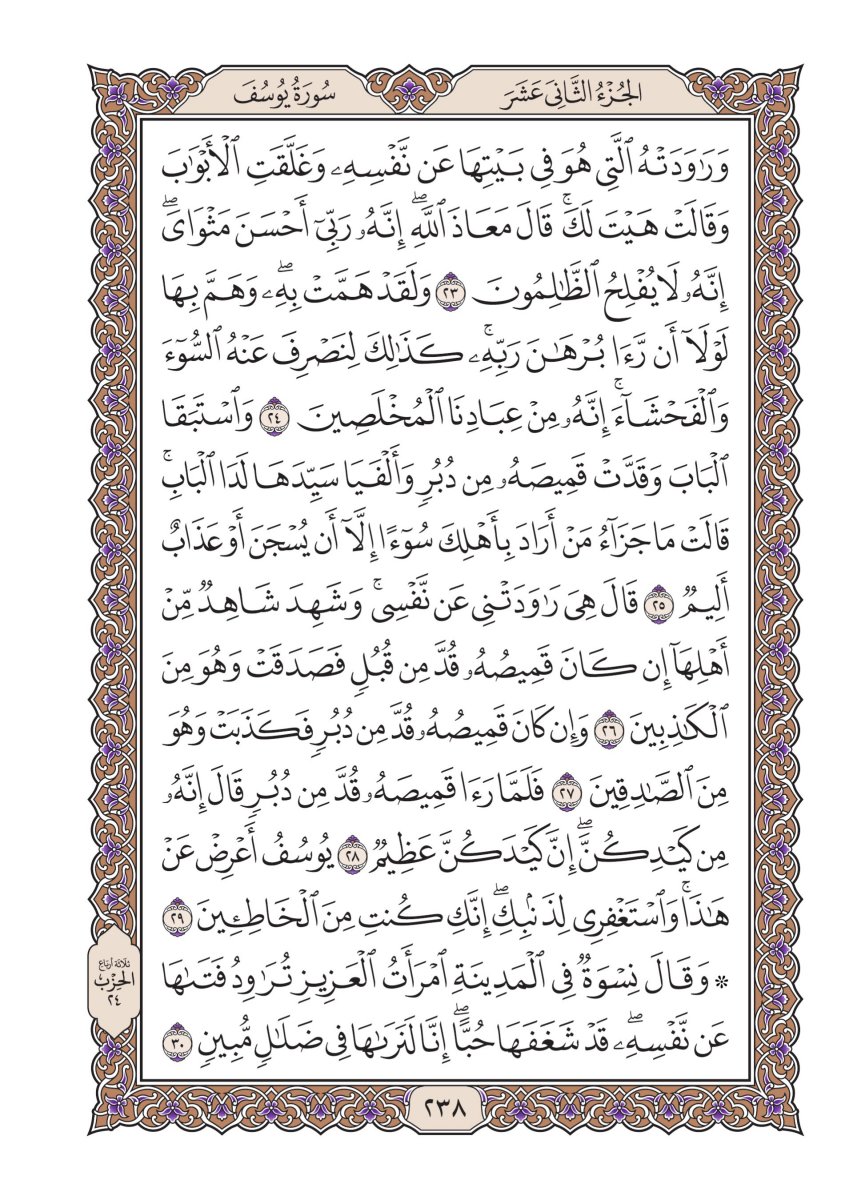 الجُزْءُ الثَّانِيَ عَشَرَ
سُورَةُ يُوسُفَ
وَرَٰوَدَتْهُ ٱلَّتِي هُوَ فِي بَيْتِهَا عَن نَّفْسِهِۦ وَغَلَّقَتِ ٱلْأَبْوَٰبَ
وَقَالَتْ هَيْتَ لَكَۚ قَالَ مَعَاذَ ٱللَّهِۖ إِنَّهُۥ رَبِّيٓ أَحْسَنَ مَثْوَايَۖ
إِنَّهُۥ لَا يُفْلِحُ ٱلظَّٰلِمُونَ ٢٣ وَلَقَدْ هَمَّتْ بِهِۦۖ وَهَمَّ بِهَا
لَوْلَآ أَن رَّءَا بُرْهَٰنَ رَبِّهِۦۚ كَذَٰلِكَ لِنَصْرِفَ عَنْهُ ٱلسُّوٓءَ
وَٱلْفَحْشَآءَۚ إِنَّهُۥ مِنْ عِبَادِنَا ٱلْمُخْلَصِينَ ٢٤ وَٱسْتَبَقَا
ٱلْبَابَ وَقَدَّتْ قَمِيصَهُۥ مِن دُبُرٍ وَأَلْفَيَا سَيِّدَهَا لَدَا ٱلْبَابِۚ
قَالَتْ مَا جَزَآءُ مَنْ أَرَادَ بِأَهْلِكَ سُوٓءًا إِلَّآ أَن يُسْجَنَ أَوْ عَذَابٌ
أَلِيمٌ ٢٥ قَالَ هِيَ رَٰوَدَتْنِي عَن نَّفْسِيۚ وَشَهِدَ شَاهِدٌ مِّنْ
أَهْلِهَآ إِن كَانَ قَمِيصُهُۥ قُدَّ مِن قُبُلٍ فَصَدَقَتْ وَهُوَ مِنَ
ٱلْكَٰذِبِينَ ٢٦ وَإِن كَانَ قَمِيصُهُۥ قُدَّ مِن دُبُرٍ فَكَذَبَتْ وَهُوَ
مِنَ ٱلصَّٰدِقِينَ ٢٧ فَلَمَّا رَءَا قَمِيصَهُۥ قُدَّ مِن دُبُرٍ قَالَ إِنَّهُۥ
مِن كَيْدِكُنَّۖ إِنَّ كَيْدَكُنَّ عَظِيمٌ ٢٨ يُوسُفُ أَعْرِضْ عَنْ
هَٰذَاۚ وَٱسْتَغْفِرِي لِذَنۢبِكِۖ إِنَّكِ كُنتِ مِنَ ٱلْخَاطِـِٔينَ ٢٩
۞ وَقَالَ نِسْوَةٌ فِي ٱلْمَدِينَةِ ٱمْرَأَتُ ٱلْعَزِيزِ تُرَٰوِدُ فَتَىٰهَا
عَن نَّفْسِهِۦۖ قَدْ شَغَفَهَا حُبًّاۖ إِنَّا لَنَرَىٰهَا فِي ضَلَٰلٍ مُّبِينٍ ٣٠
ثلاثة أرباع
الحِزْب
٢٤
٢٣٨